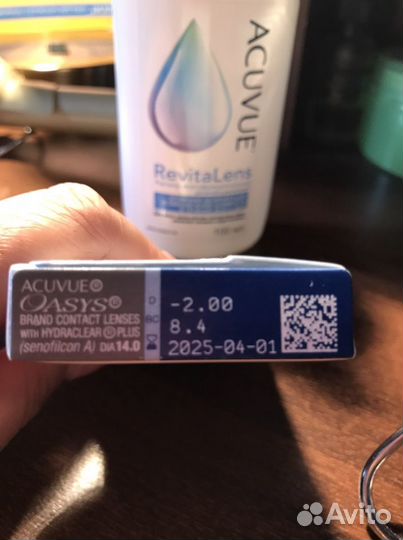 ACUVUE
RevitaLens
ACUVUE®
OASYS®
BRAND CONTACT LENSES
WITH HYDRACLEAR® PLUS
(senofilcon A) DIA 14.0
D -2.00
BC 8.4
2025-04-01
Avito